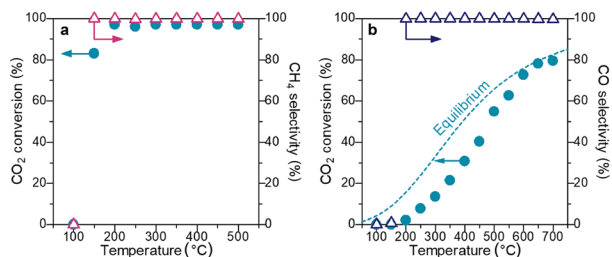 a
100
80
60
40
20
0
CO₂ conversion (%)
100
80
60
40
20
0
CH₄ selectivity (%)
100 200 300 400 500
Temperature (°C)
b
100
80
60
40
20
0
CO₂ conversion (%)
Equilibrium
100
80
60
40
20
0
CO selectivity (%)
100 200 300 400 500 600 700
Temperature (°C)